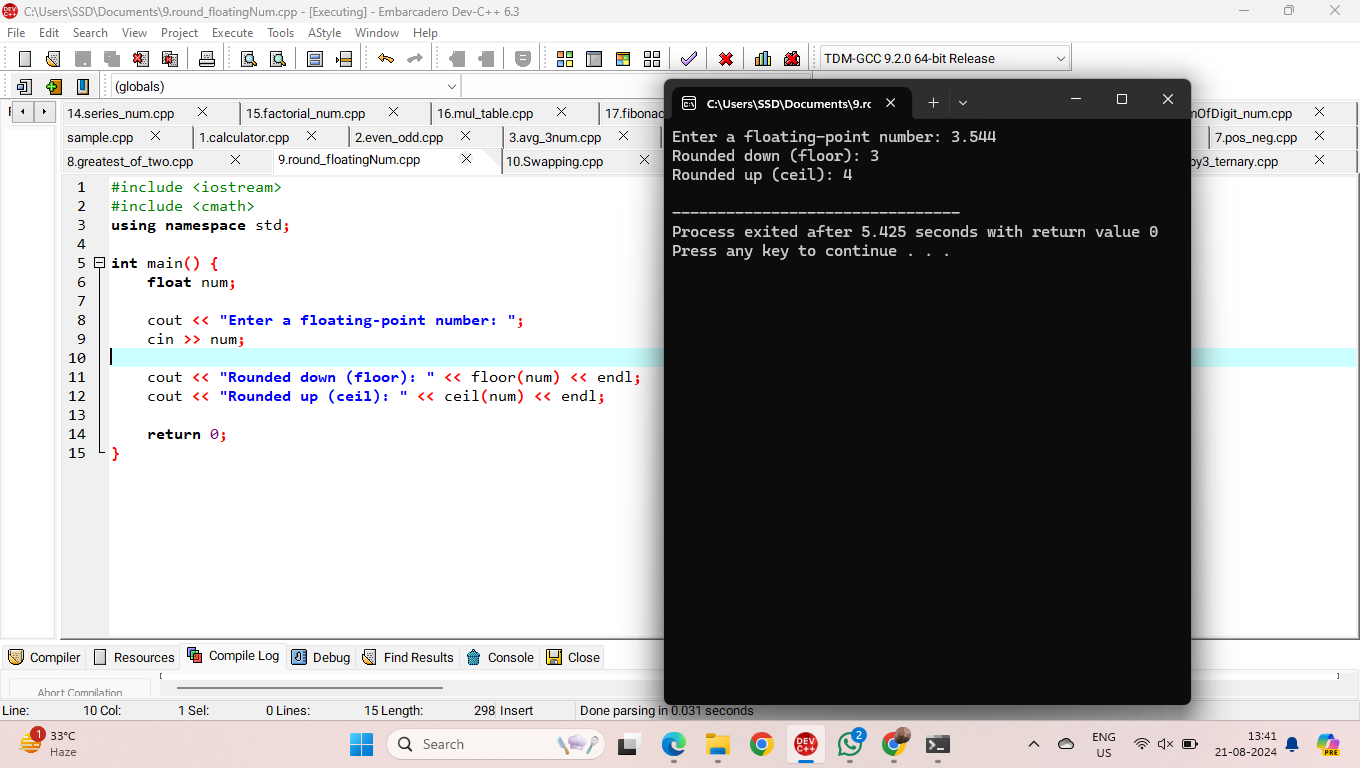 C:\Users\SSD\Documents\9.round_floatingNum.cpp - [Executing] - Embarcadero Dev-C++ 6.3
File Edit Search View Project Execute Tools AStyle Window Help
TDM-GCC 9.2.0 64-bit Release
(globals)
14.series_num.cpp 15.factorial_num.cpp 16.mul_table.cpp
sample.cpp 1.calculator.cpp 2.even_odd.cpp 3.avg_3num.cpp 7.pos_neg.cpp
8.greatest_of_two.cpp 9.round_floatingNum.cpp 10.Swapping.cpp
1 #include <iostream>
2 #include <cmath>
3 using namespace std;
4
5 int main() {
6 float num;
7
8 cout << "Enter a floating-point number: ";
9 cin >> num;
10
11 cout << "Rounded down (floor): " << floor(num) << endl;
12 cout << "Rounded up (ceil): " << ceil(num) << endl;
13
14 return 0;
15 }
C:\Users\SSD\Documents\9.rc
Enter a floating-point number: 3.544
Rounded down (floor): 3
Rounded up (ceil): 4
--------------------------------
Process exited after 5.425 seconds with return value 0
Press any key to continue . . .
Compiler Resources Compile Log Debug Find Results Console Close
Abort Compilation
Line: 10 Col: 1 Sel: 0 Lines: 15 Length: 298 Insert Done parsing in 0.031 seconds
1
33°C
Haze
Search
DEV C++
2
ENG
US
13:41
21-08-2024
PRE